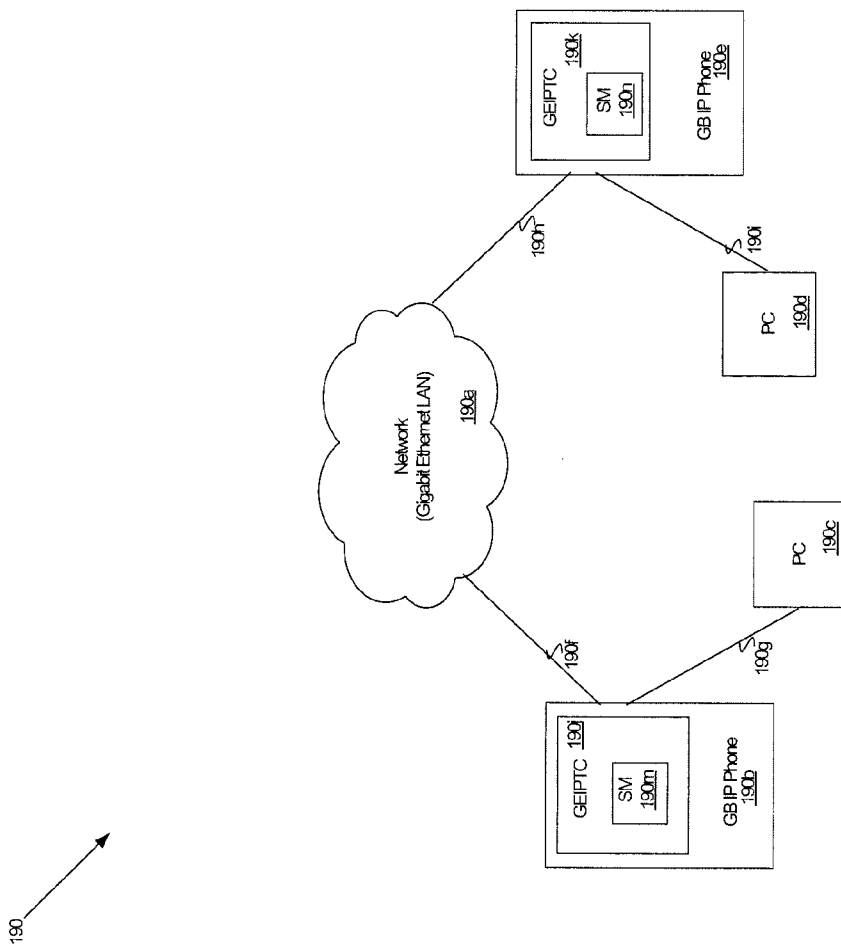 190
Network
(Gigabit Ethernet LAN)
190a
190f
190g
190h
190i
GEIPTC
190j
SM
190m
GB IP Phone
190b
PC
190c
PC
190d
GEIPTC
190k
SM
190n
GB IP Phone
190e